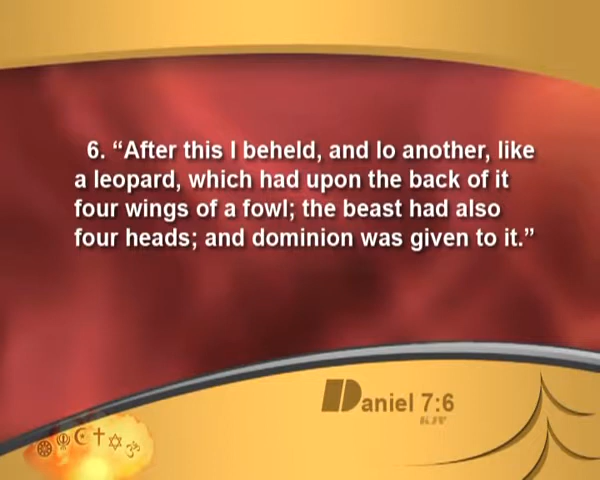 6. “After this I beheld, and lo another, like
a leopard, which had upon the back of it
four wings of a fowl; the beast had also
four heads; and dominion was given to it.”
Daniel 7:6
KJV